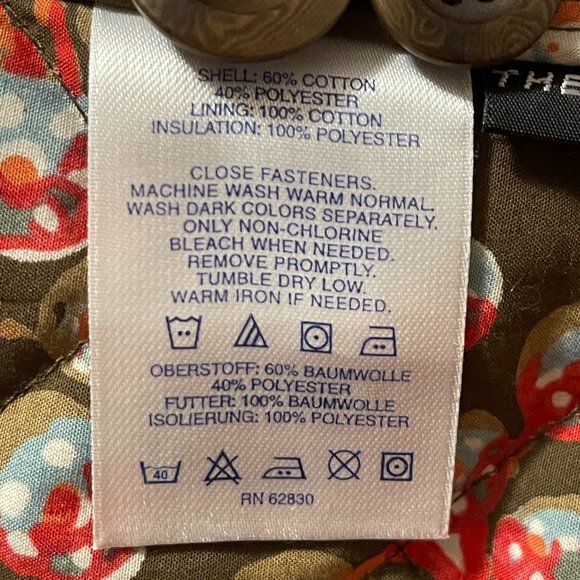 SHELL: 60% COTTON
40% POLYESTER
LINING: 100% COTTON
INSULATION: 100% POLYESTER
CLOSE FASTENERS.
MACHINE WASH WARM NORMAL.
WASH DARK COLORS SEPARATELY.
ONLY NON-CHLORINE
BLEACH WHEN NEEDED.
REMOVE PROMPTLY.
TUMBLE DRY LOW.
WARM IRON IF NEEDED.
OBERSTOFF: 60% BAUMWOLLE
40% POLYESTER
FUTTER: 100% BAUMWOLLE
ISOLIERUNG: 100% POLYESTER
40
RN 62830
THE